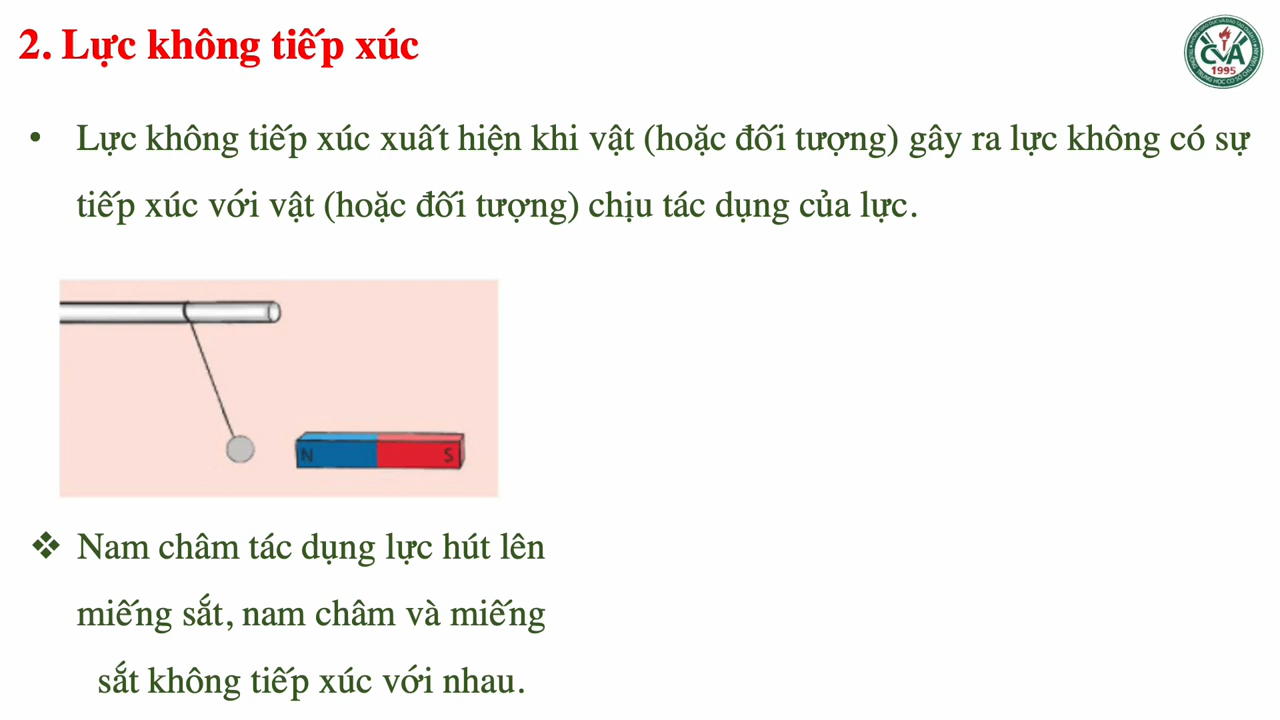 2. Lực không tiếp xúc
CVA
1995
• Lực không tiếp xúc xuất hiện khi vật (hoặc đối tượng) gây ra lực không có sự
tiếp xúc với vật (hoặc đối tượng) chịu tác dụng của lực.
N S
❖ Nam châm tác dụng lực hút lên
miếng sắt, nam châm và miếng
sắt không tiếp xúc với nhau.